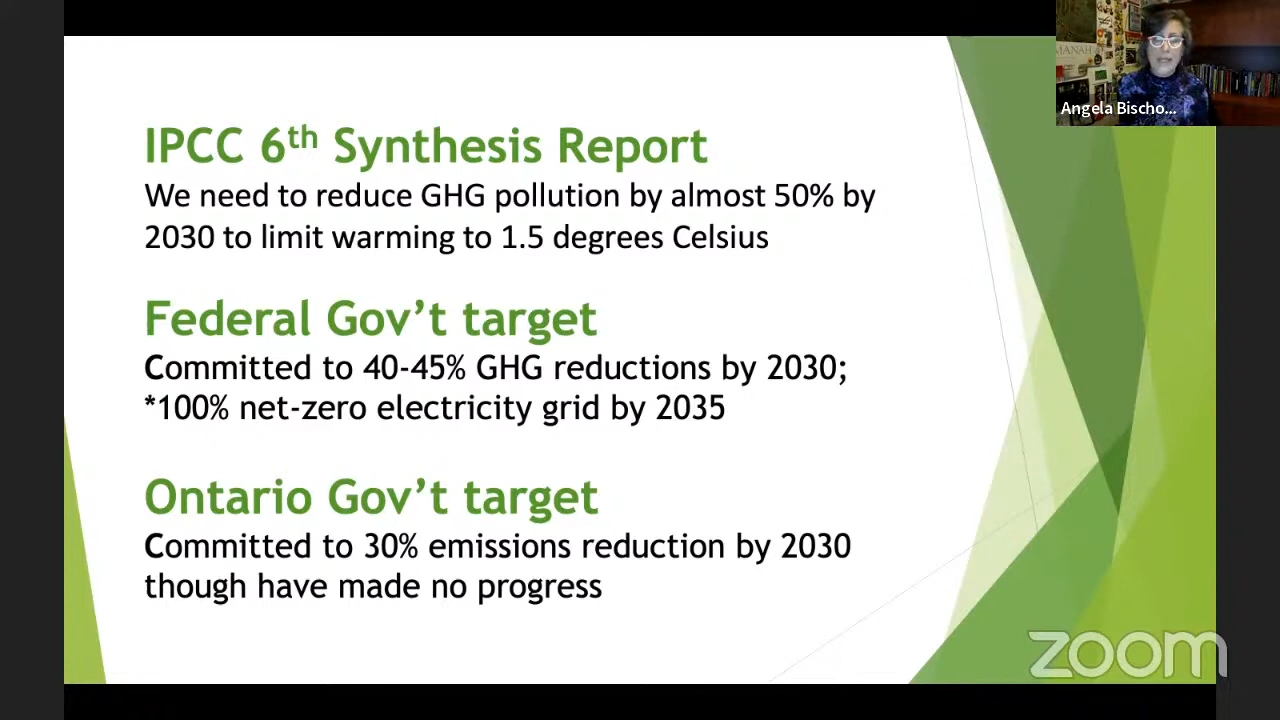 IPCC 6th Synthesis Report
We need to reduce GHG pollution by almost 50% by
2030 to limit warming to 1.5 degrees Celsius
Federal Gov't target
Committed to 40-45% GHG reductions by 2030;
*100% net-zero electricity grid by 2035
Ontario Gov't target
Committed to 30% emissions reduction by 2030
though have made no progress
Angela Bischo...
zoom